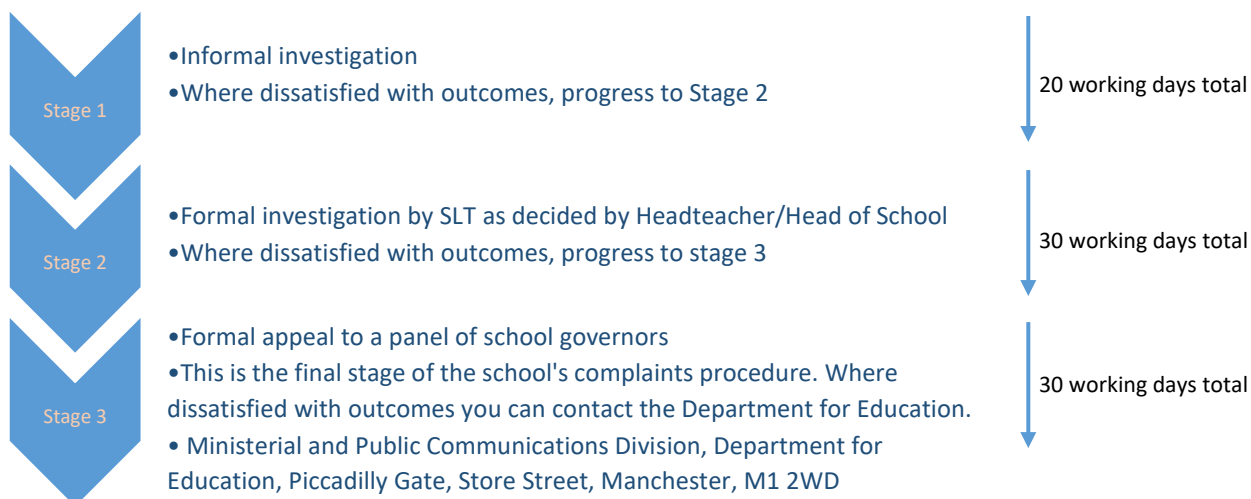 Stage 1
•Informal investigation
•Where dissatisfied with outcomes, progress to Stage 2
20 working days total
Stage 2
•Formal investigation by SLT as decided by Headteacher/Head of School
•Where dissatisfied with outcomes, progress to stage 3
30 working days total
Stage 3
•Formal appeal to a panel of school governors
•This is the final stage of the school's complaints procedure. Where
dissatisfied with outcomes you can contact the Department for Education.
• Ministerial and Public Communications Division, Department for
Education, Piccadilly Gate, Store Street, Manchester, M1 2WD
30 working days total